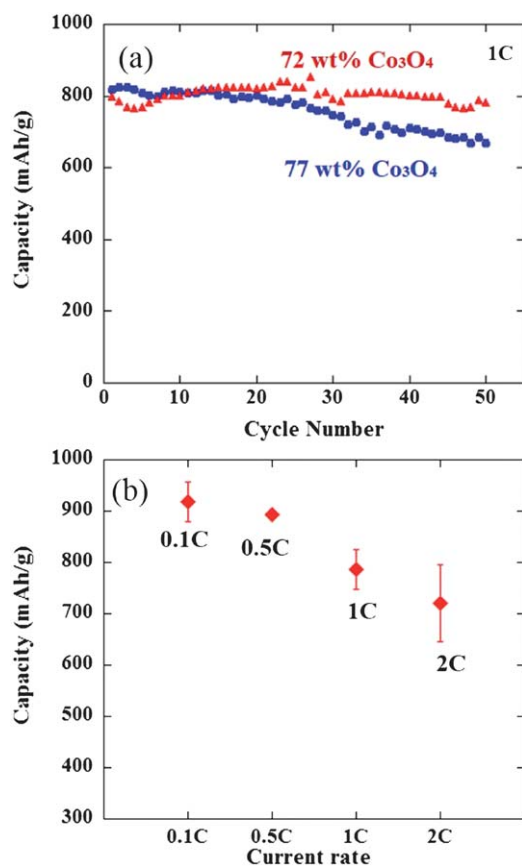 1000
(a)
1C
72 wt% Co₃O₄
800
77 wt% Co₃O₄
600
400
200
0
Capacity (mAh/g)
0 10 20 30 40 50
Cycle Number
1000
(b)
900
0.1C
0.5C
800
1C
700
2C
600
500
400
300
Capacity (mAh/g)
0.1C 0.5C 1C 2C
Current rate